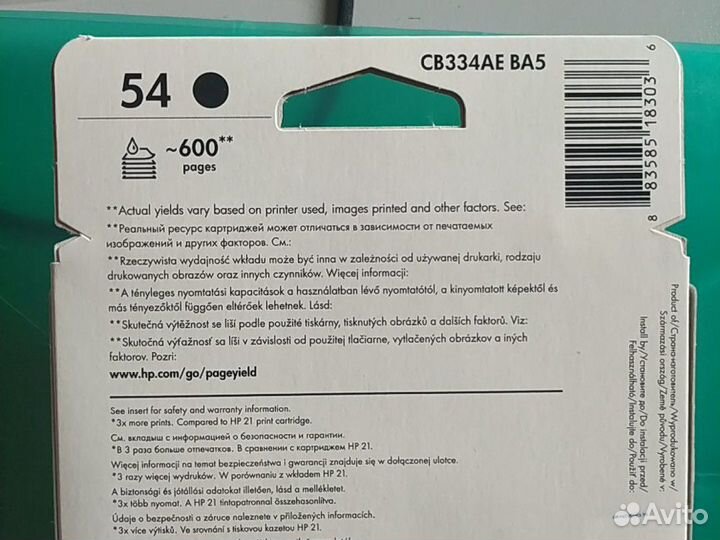 54
CB334AE BA5
~600**
pages
**Actual yields vary based on printer used, images printed and other factors. See:
**Реальный ресурс картриджей может отличаться в зависимости от печатаемых
изображений и других факторов. См.:
**Rzeczywista wydajność wkładu może być inna w zależności od używanej drukarki, rodzaju
drukowanych obrazów oraz innych czynników. Więcej informacji:
**A tényleges nyomtatási kapacitások a használatban lévő nyomtatótól, a kinyomtatott képektől és
más tényezőktől függően eltérőek lehetnek. Lásd:
**Skutečná výtěžnost se liší podle použité tiskárny, tisknutých obrázků a dalších faktorů. Viz:
**Skutočná výťažnosť sa líši v závislosti od použitej tlačiarne, vytlačených obrázkov a iných
faktorov. Pozri:
www.hp.com/go/pageyield
See insert for safety and warranty information.
*3x more prints. Compared to HP 21 print cartridge.
См. вкладыш с информацией о безопасности и гарантии.
*В 3 раза больше отпечатков. В сравнении с картриджем HP 21.
Więcej informacji na temat bezpieczeństwa i gwarancji znajduje się w dołączonej ulotce.
*3 razy więcej wydruków. W porównaniu z wkładem HP 21.
A biztonsági és jótállási adatokat illetően, lásd a mellékletet.
*3x több nyomat. A HP 21 tintapatronnal összehasonlítva.
Údaje o bezpečnosti a záruce naleznete v přiložených informacích.
*3x více výtisků. Ve srovnání s tiskovou kazetou HP 21.
8 83585 18303 6
Product of/Страна-изготовитель/Wyprodukowano w/
Származási ország/Země původu/Vyrobené v:
Install by/Установите до/Do instalacji przed/
Felhasználható/Instalujte do/Použiť do:
Avito